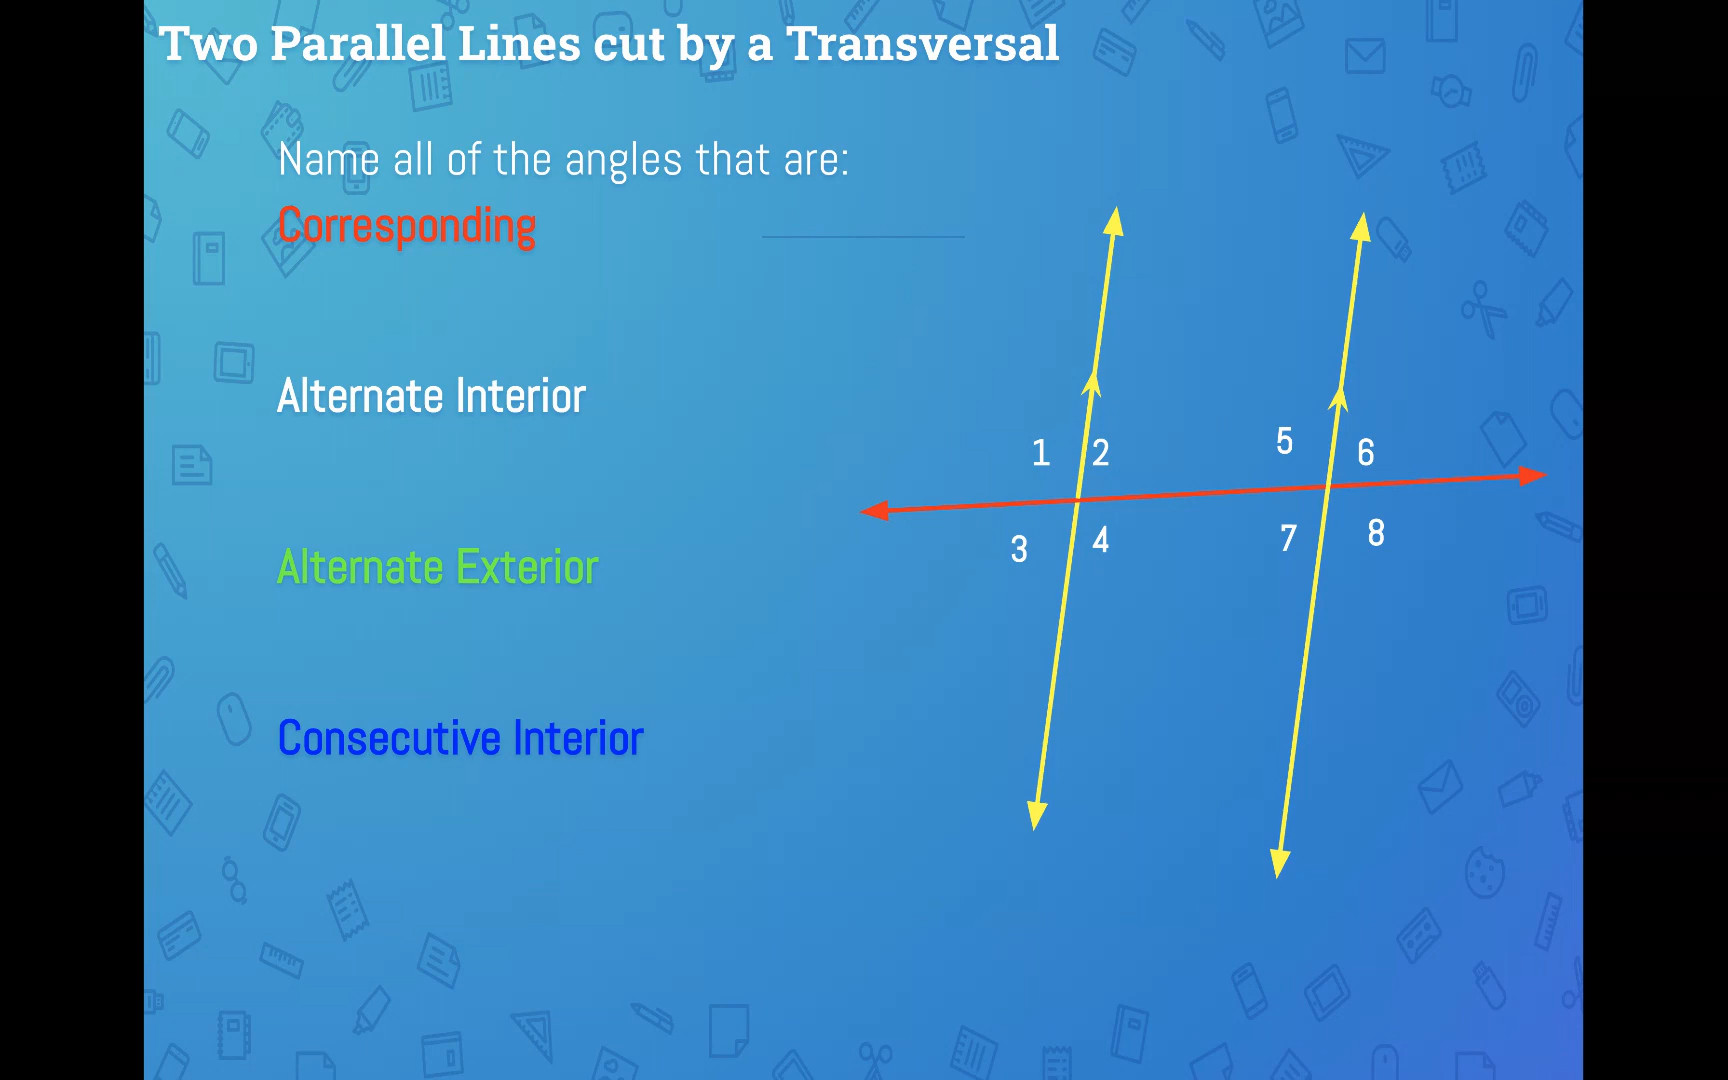 Two Parallel Lines cut by a Transversal
Name all of the angles that are:
Corresponding
Alternate Interior
Alternate Exterior
Consecutive Interior
1 2 5 6
3 4 7 8